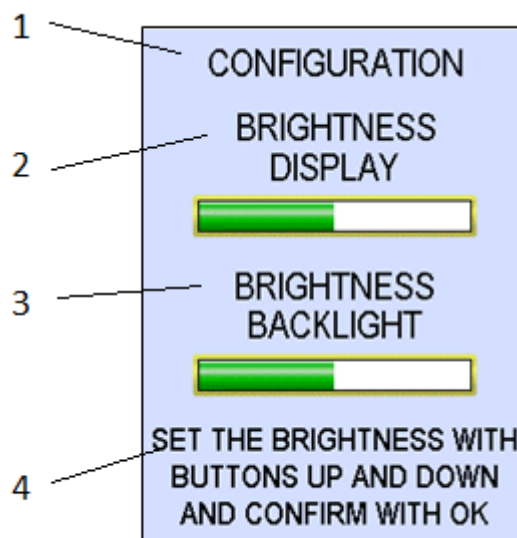 1
CONFIGURATION
2
BRIGHTNESS
DISPLAY
3
BRIGHTNESS
BACKLIGHT
4
SET THE BRIGHTNESS WITH
BUTTONS UP AND DOWN
AND CONFIRM WITH OK